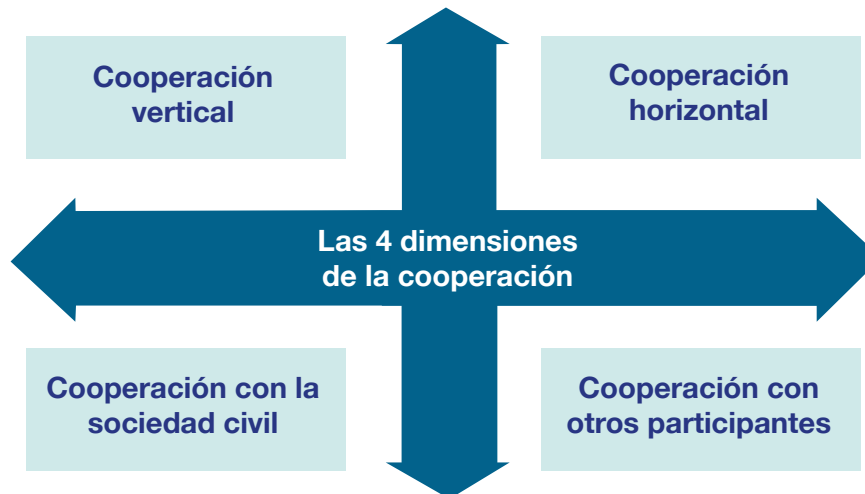 Cooperación
vertical
Cooperación
horizontal
Las 4 dimensiones
de la cooperación
Cooperación con la
sociedad civil
Cooperación con
otros participantes